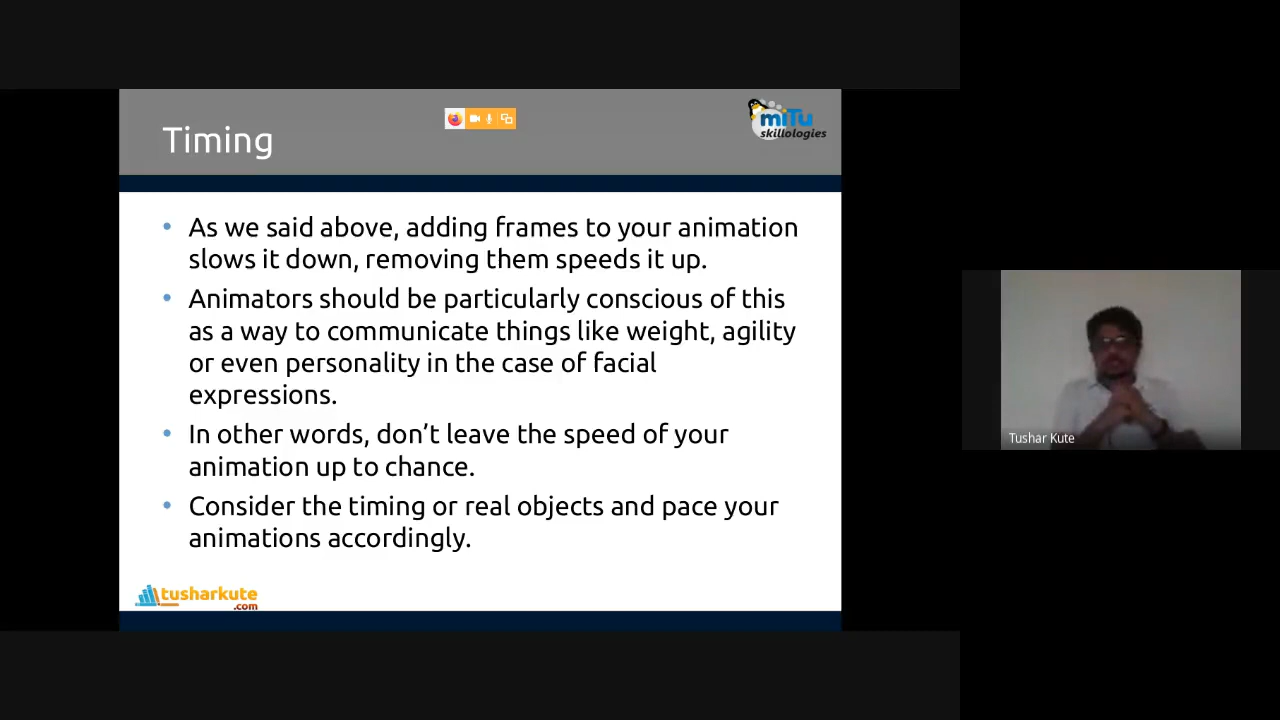 Timing
miTu
skillologies
• As we said above, adding frames to your animation
slows it down, removing them speeds it up.
• Animators should be particularly conscious of this
as a way to communicate things like weight, agility
or even personality in the case of facial
expressions.
• In other words, don’t leave the speed of your
animation up to chance.
• Consider the timing or real objects and pace your
animations accordingly.
tusharkute
.com
Tushar Kute